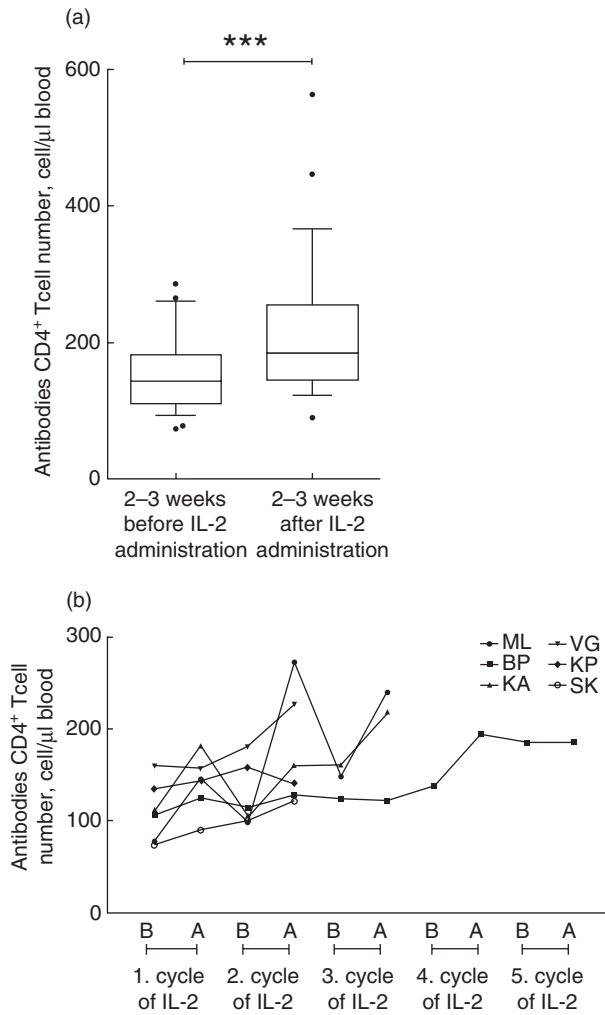 (a)
***
Antibodies CD4+ Tcell number, cell/μl blood
600
400
200
0
2–3 weeks
before IL-2
administration
2–3 weeks
after IL-2
administration
(b)
Antibodies CD4+ Tcell
number, cell/μl blood
300
200
100
0
ML
BP
KA
VG
KP
SK
B A B A B A B A B A
1. cycle
of IL-2
2. cycle
of IL-2
3. cycle
of IL-2
4. cycle
of IL-2
5. cycle
of IL-2